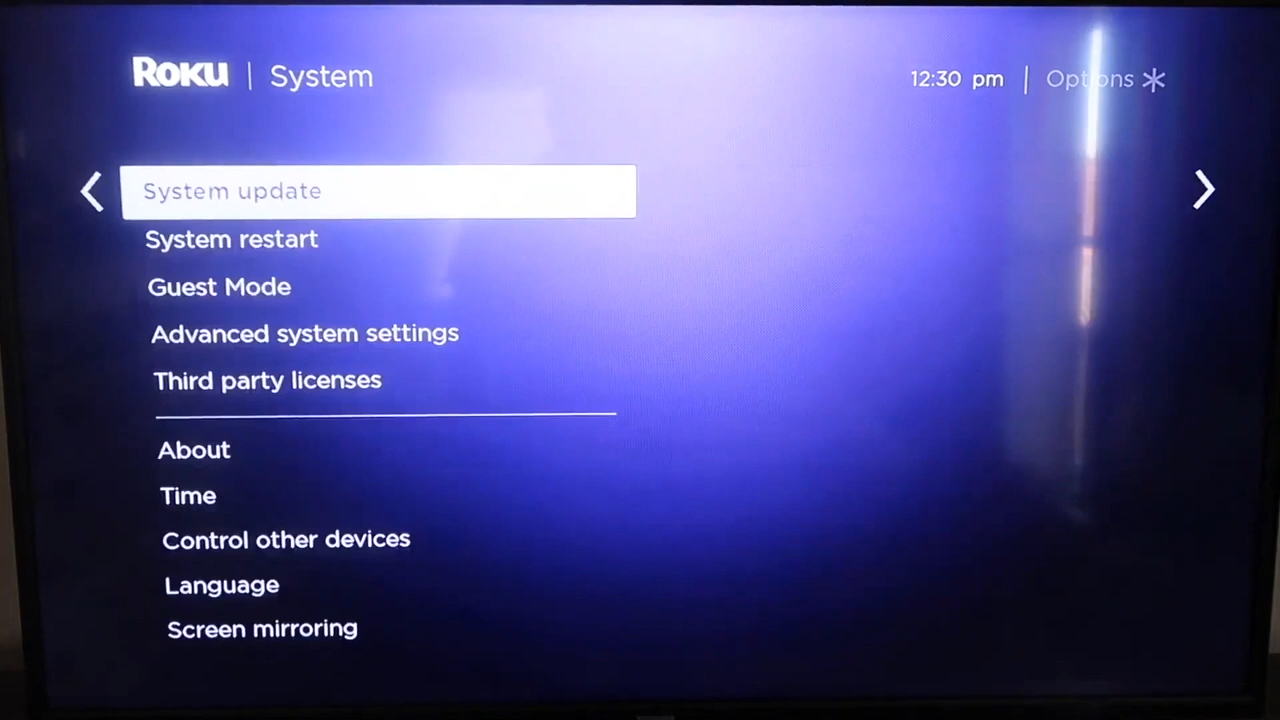 Roku | System
12:30 pm | Options
System update
System restart
Guest Mode
Advanced system settings
Third party licenses
About
Time
Control other devices
Language
Screen mirroring